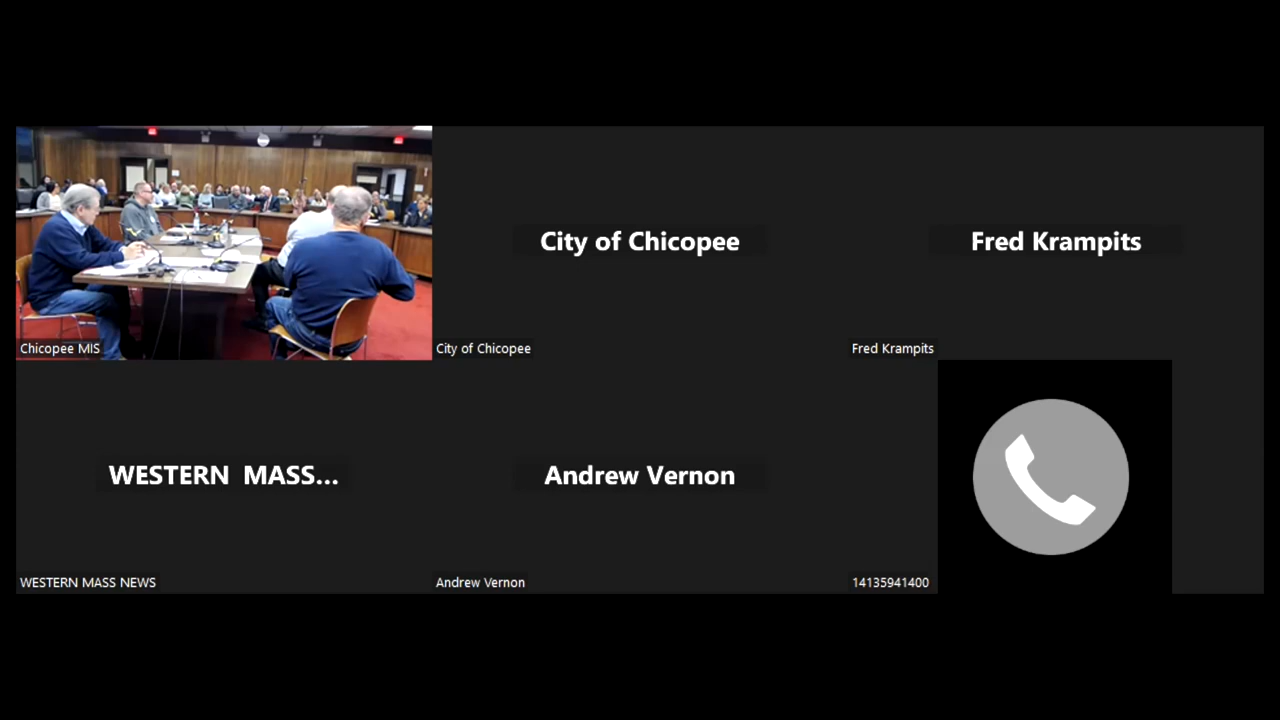 City of Chicopee
Fred Krampits
Chicopee MIS
City of Chicopee
Fred Krampits
WESTERN MASS...
Andrew Vernon
WESTERN MASS NEWS
Andrew Vernon
14135941400